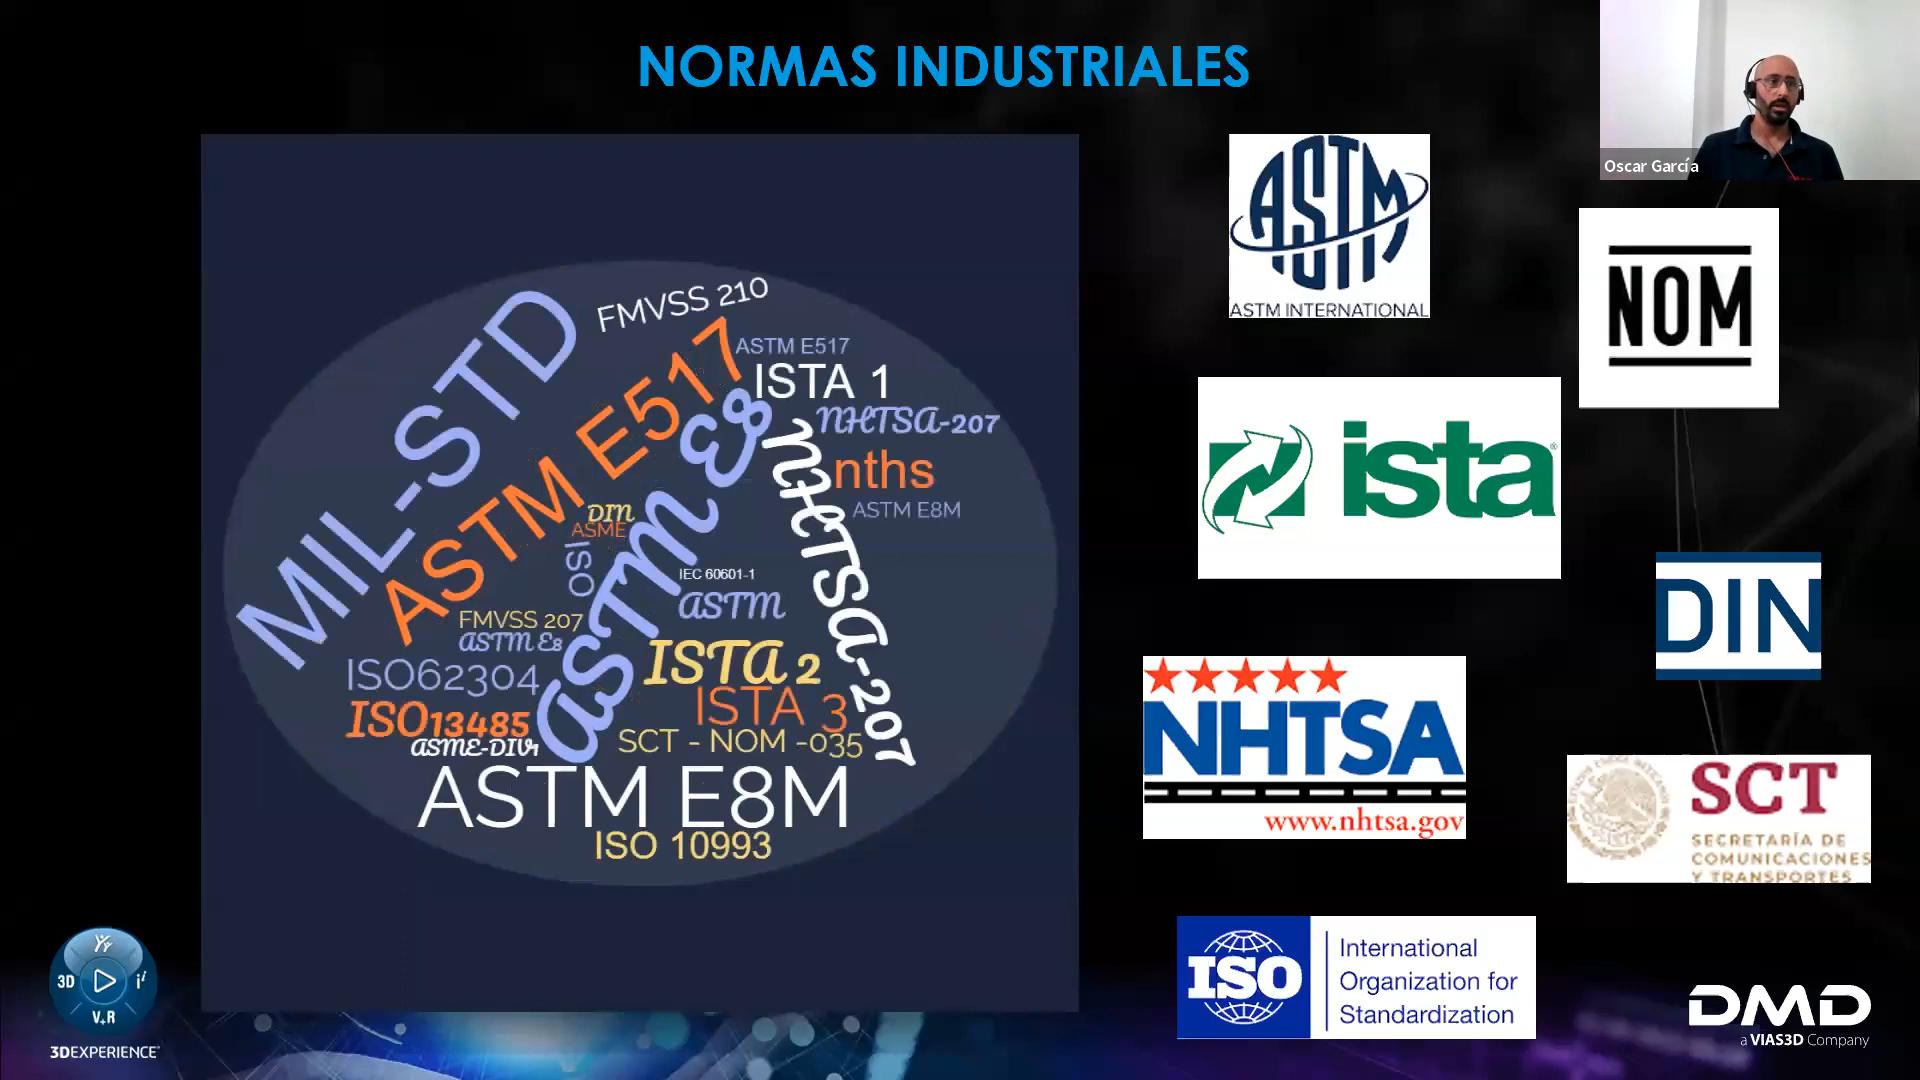 NORMAS INDUSTRIALES
Oscar García
MIL-STD
FMVSS 210
ASTM E517
ASTM E517
ISTA 1
ASTM E8
NHTSA-207
NHTSA-207
nths
ASTM E8M
DIN
ASME
ISO
IEC 60601-1
ASTM
FMVSS 207
ASTM E8
ISTA 2
ISO62304
ISTA 3
ISO13485
ASME-DIV1
SCT - NOM -035
ASTM E8M
ISO 10993
ASTM
ASTM INTERNATIONAL
NOM
ista®
DIN
NHTSA
www.nhtsa.gov
SCT
SECRETARÍA DE
COMUNICACIONES
Y TRANSPORTES
ISO
International
Organization for
Standardization
3D
i
V+R
3DEXPERIENCE
DMD
a VIAS3D Company